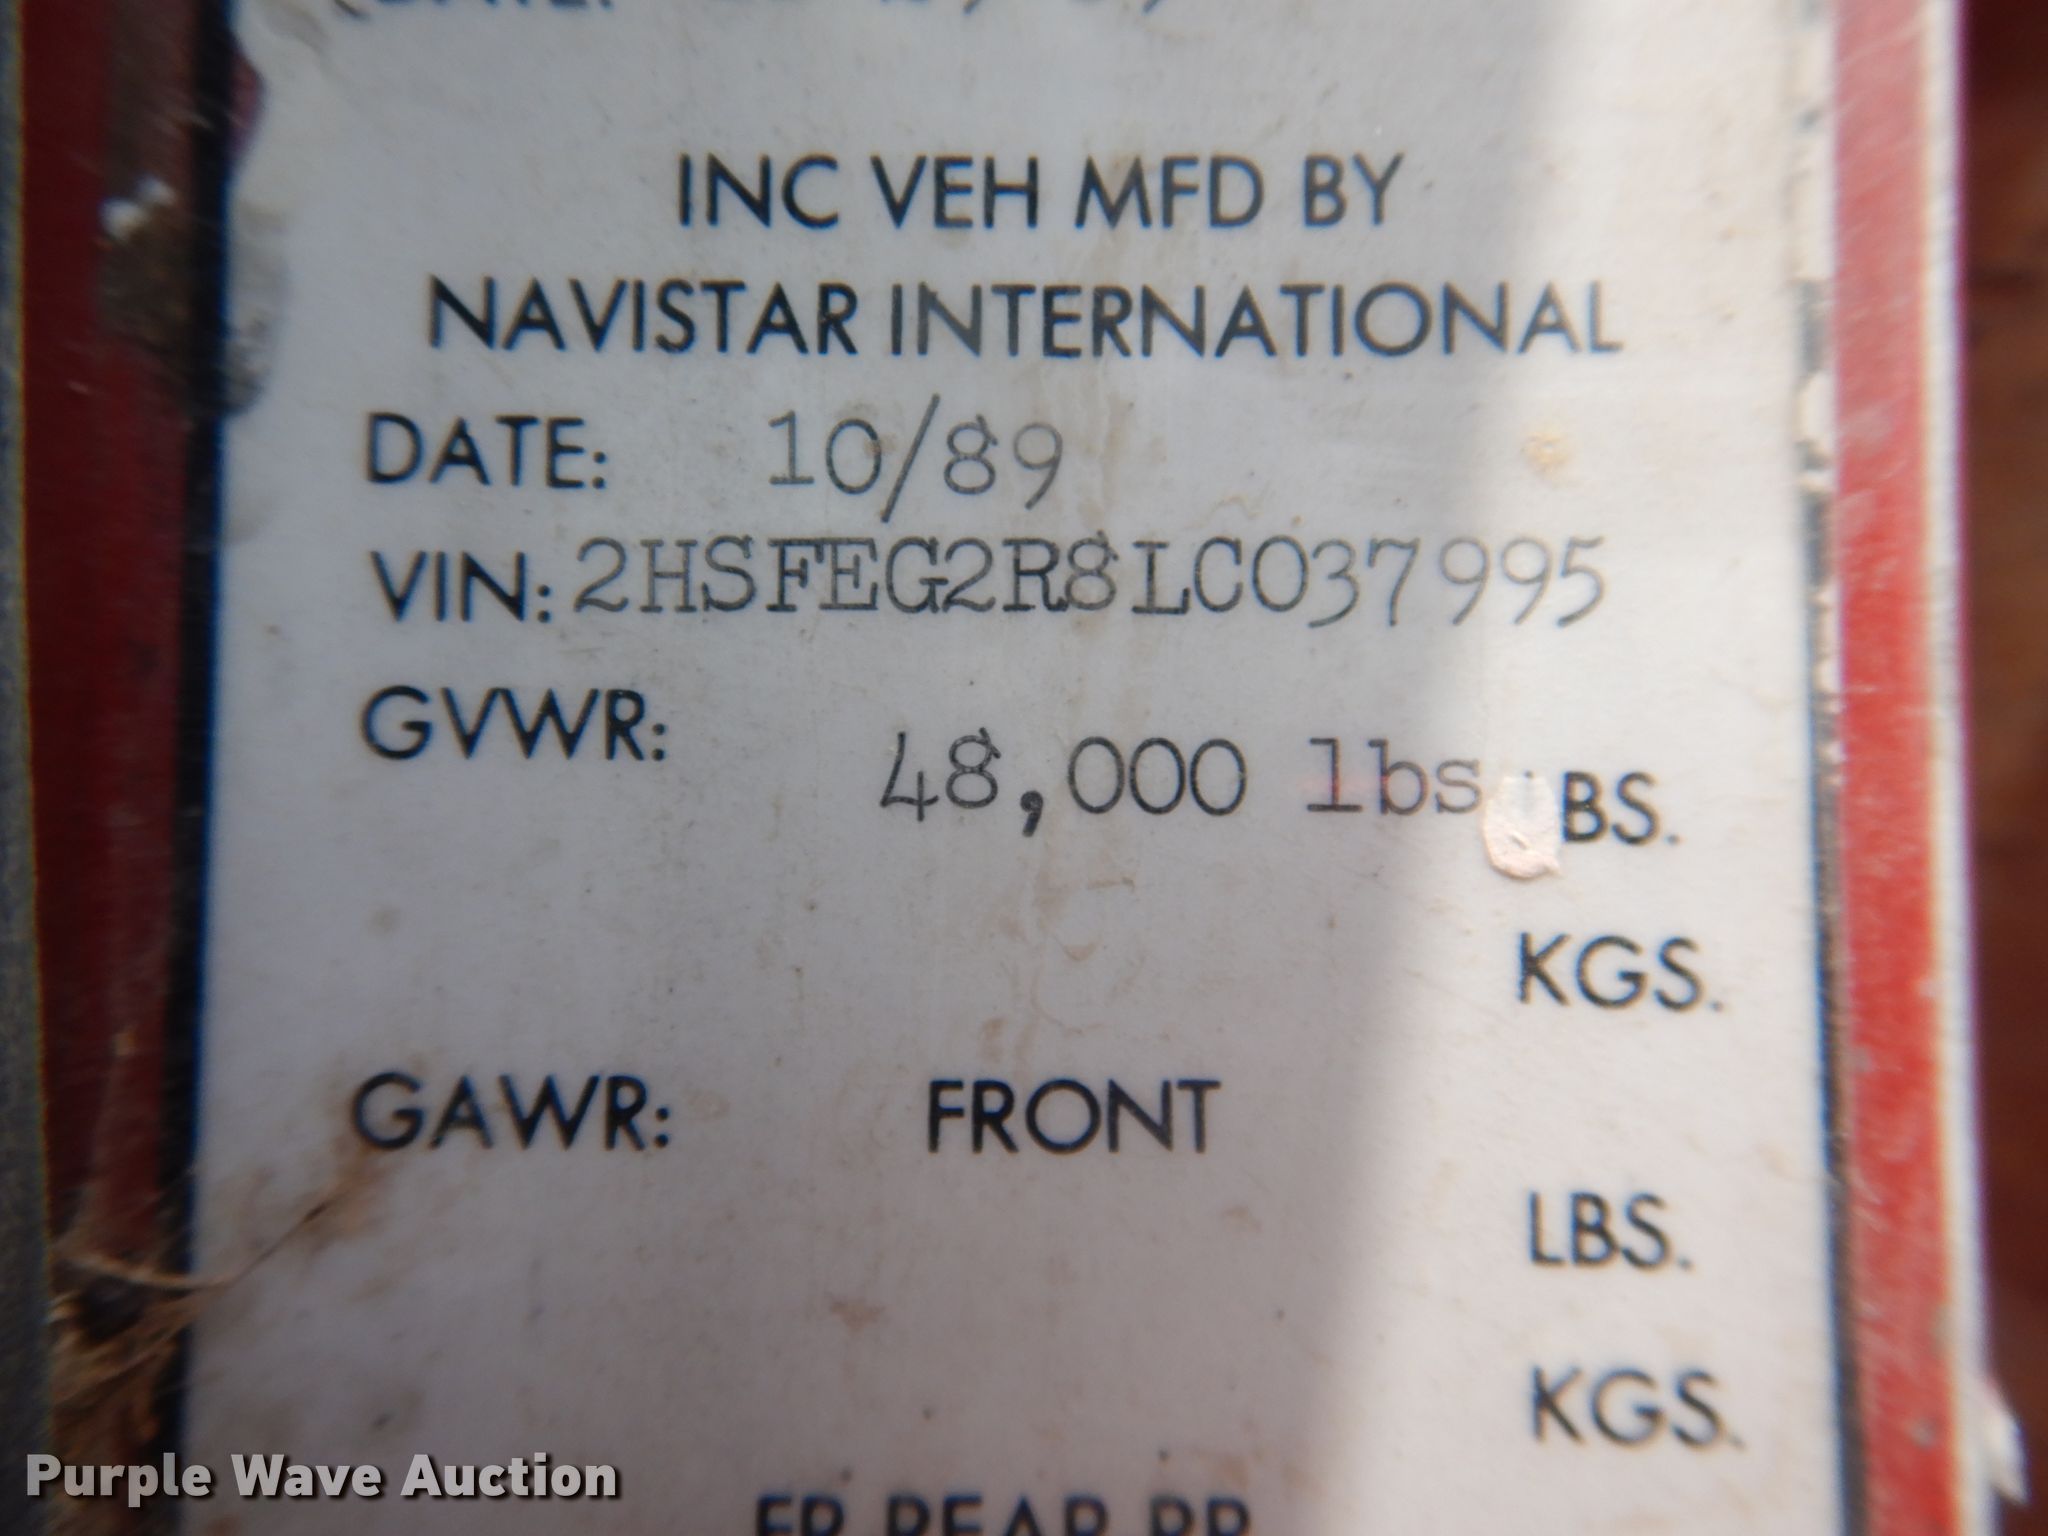 INC VEH MFD BY
NAVISTAR INTERNATIONAL
DATE: 10/89
VIN: 2HSFEG2R8LC037995
GVWR:
48,000 lbs BS.
KGS.
GAWR: FRONT
LBS.
KGS.
Purple Wave Auction